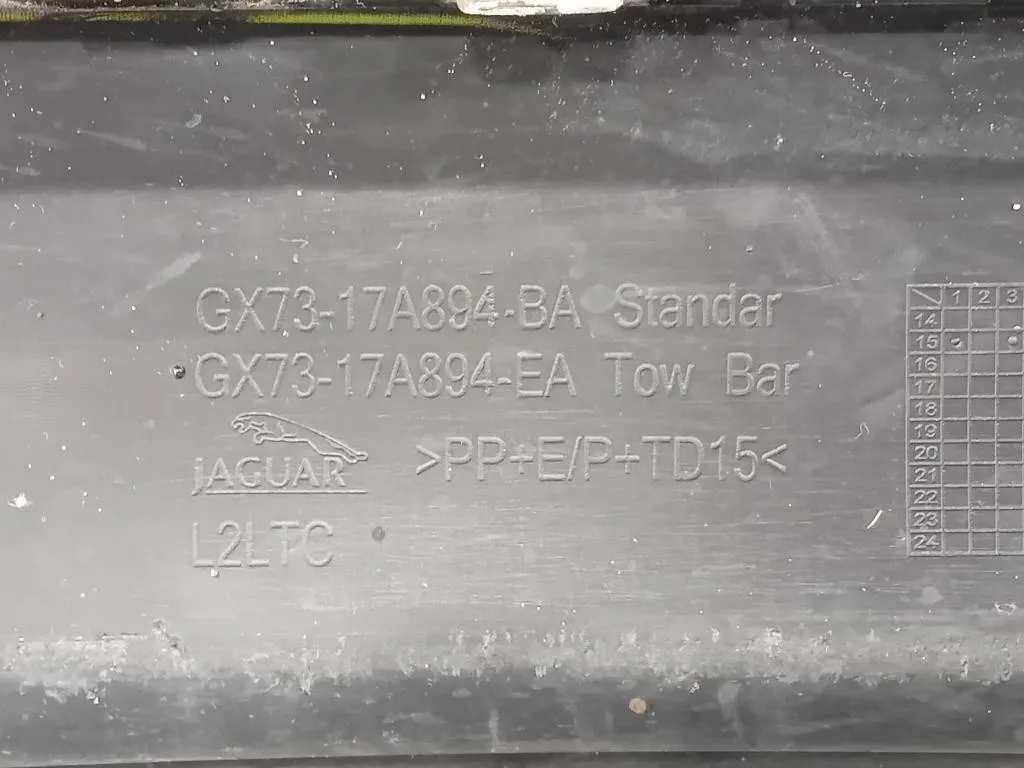 GX73-17A894-BA Standar
GX73-17A894-EA Tow Bar
JAGUAR >PP+E/P+TD15<
L2LTC
1 2 3
14
15
16
17
18
19
20
21
22
23
24